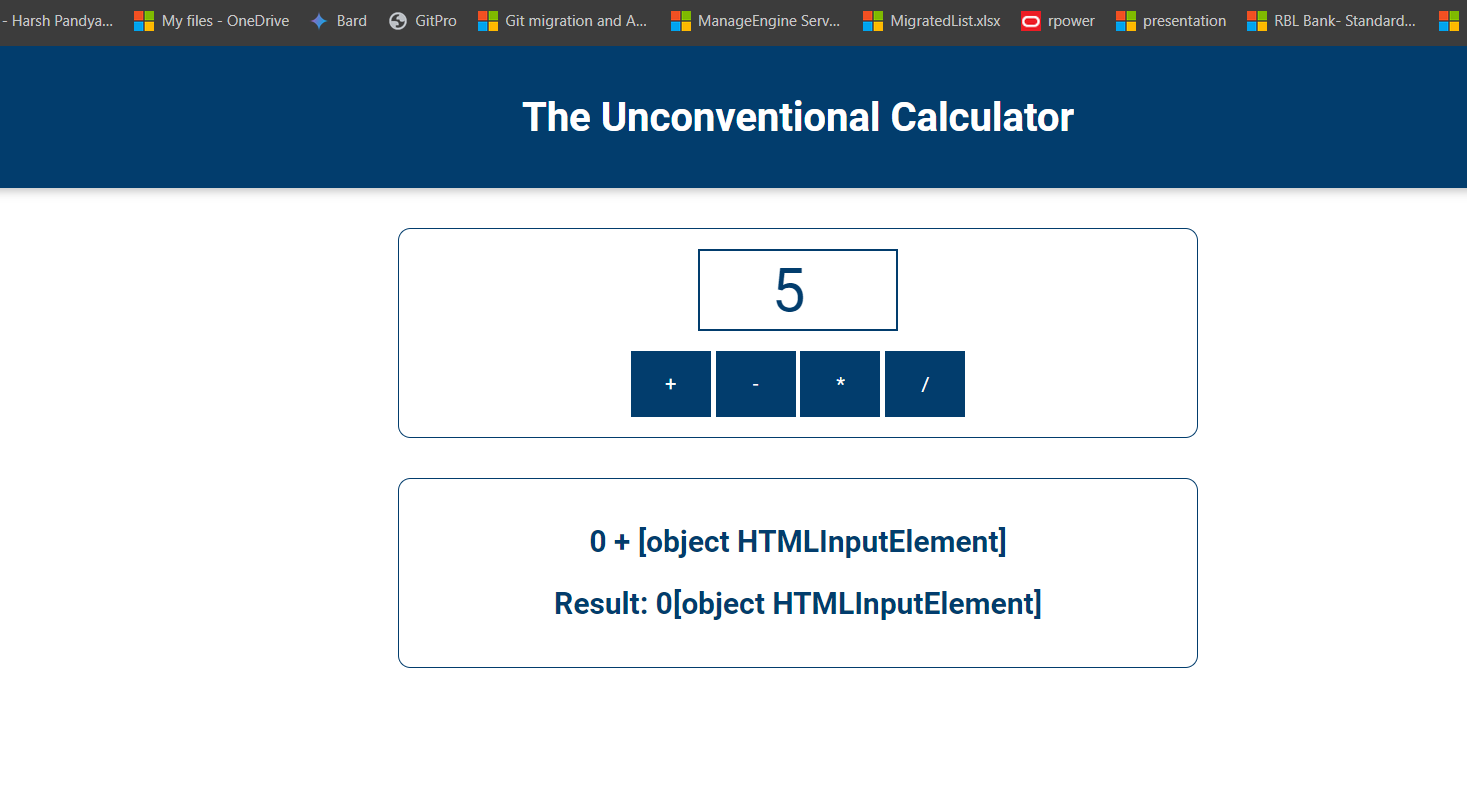 - Harsh Pandya... My files - OneDrive Bard GitPro Git migration and A... ManageEngine Serv... MigratedList.xlsx rpower presentation RBL Bank- Standard...
The Unconventional Calculator
5
+ - * /
0 + [object HTMLInputElement]
Result: 0[object HTMLInputElement]